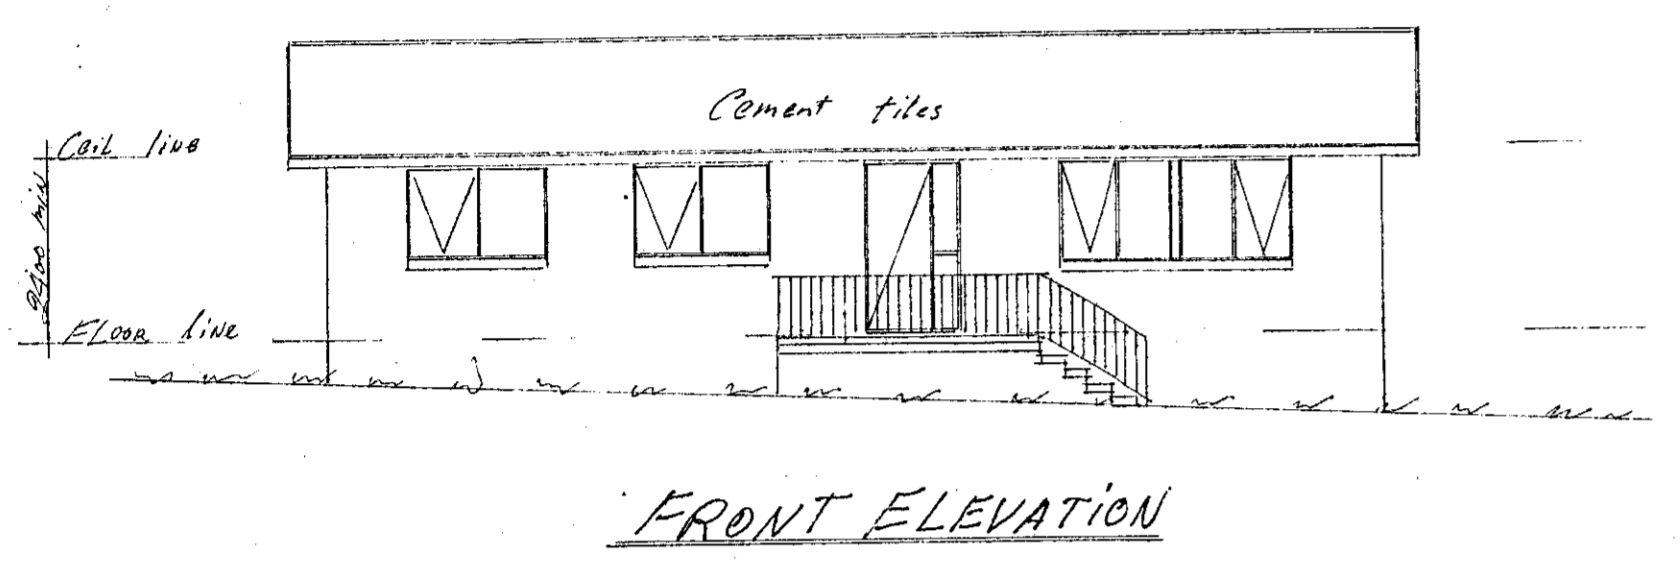 Cement tiles
Ceil line
2400 min
FLOOR line
FRONT ELEVATION